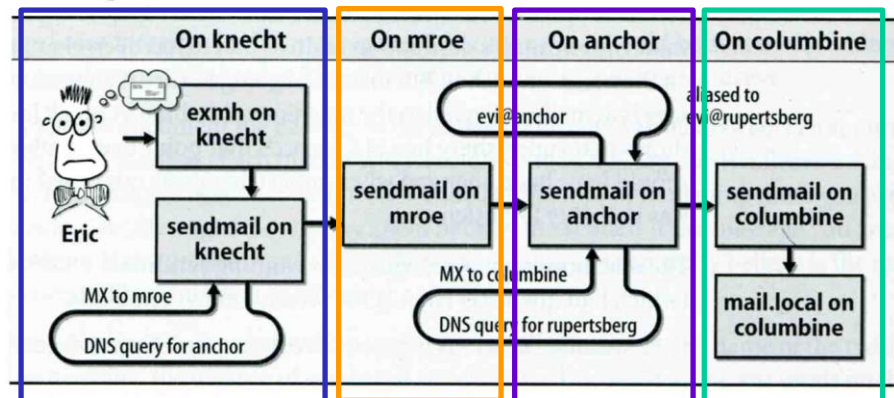 On knecht
On mroe
On anchor
On columbine
exmh on
knecht
Eric
sendmail on
knecht
MX to mroe
DNS query for anchor
sendmail on
mroe
evi@anchor
aliased to
evi@rupertsberg
sendmail on
anchor
MX to columbine
DNS query for rupertsberg
sendmail on
columbine
mail.local on
columbine